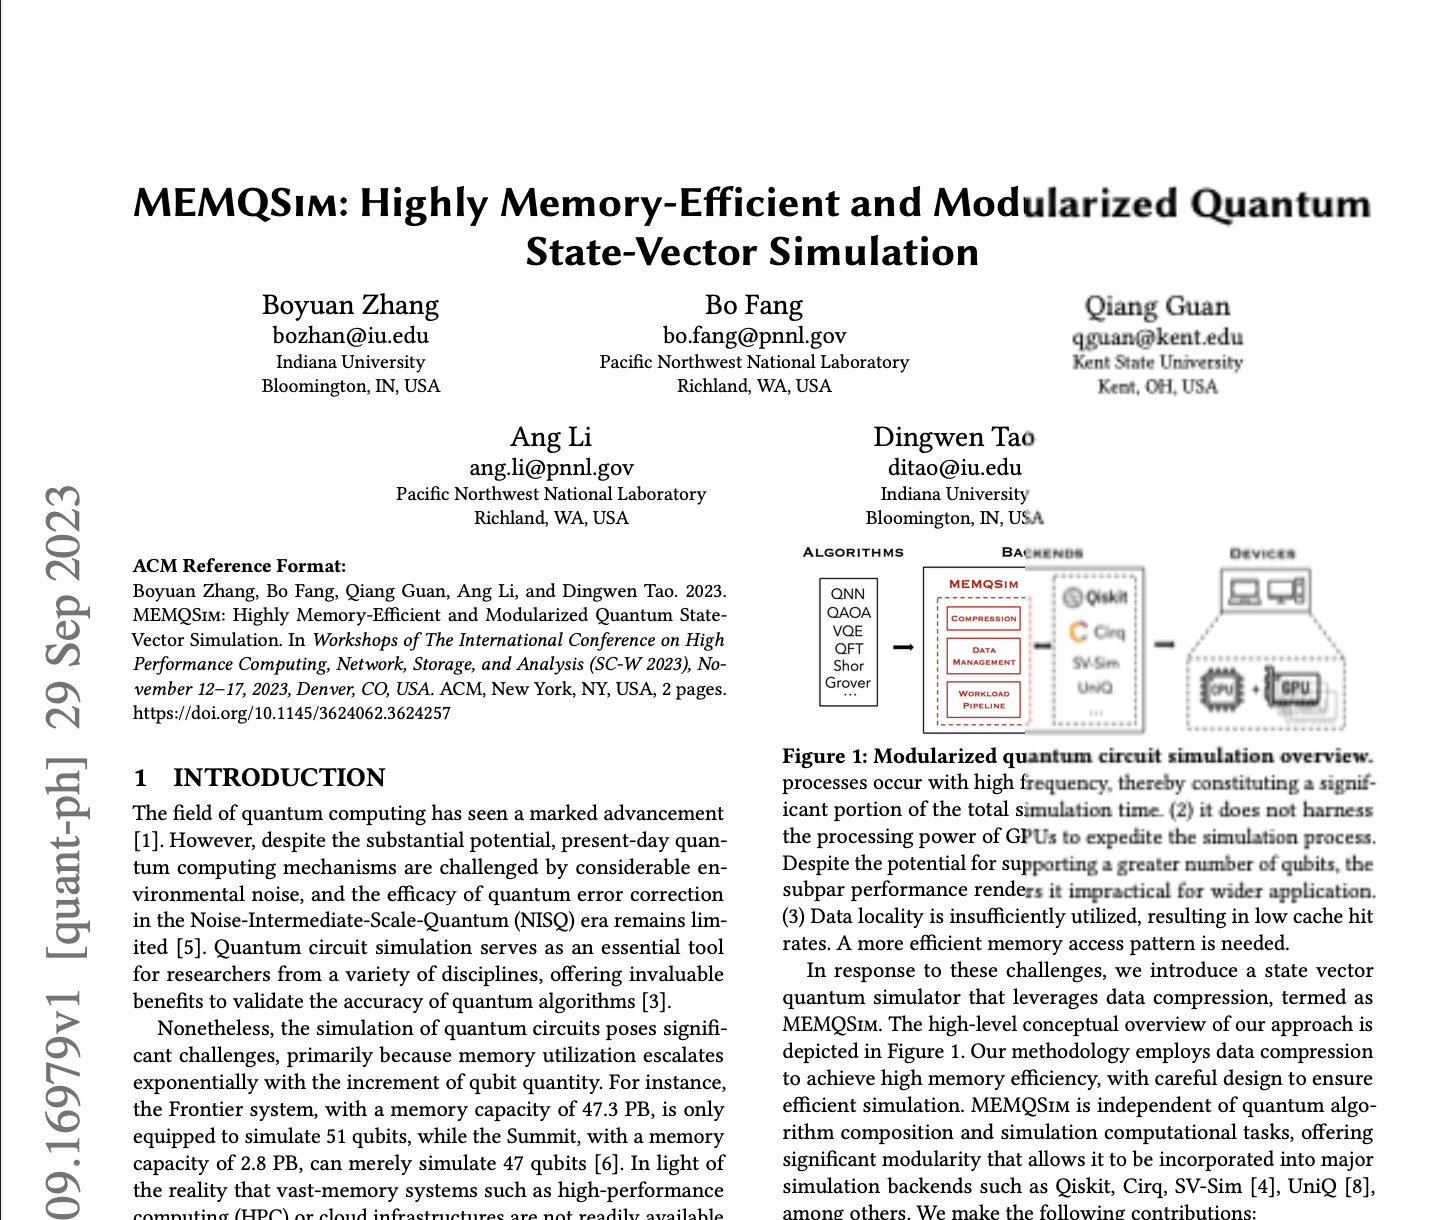 MEMQSIM: Highly Memory-Efficient and Modularized Quantum
State-Vector Simulation
Boyuan Zhang
bozhan@iu.edu
Indiana University
Bloomington, IN, USA
Bo Fang
bo.fang@pnnl.gov
Pacific Northwest National Laboratory
Richland, WA, USA
Qiang Guan
qguan@kent.edu
Kent State University
Kent, OH, USA
Ang Li
ang.li@pnnl.gov
Pacific Northwest National Laboratory
Richland, WA, USA
Dingwen Tao
ditao@iu.edu
Indiana University
Bloomington, IN, USA
09.16979v1 [quant-ph] 29 Sep 2023
ACM Reference Format:
Boyuan Zhang, Bo Fang, Qiang Guan, Ang Li, and Dingwen Tao. 2023.
MEMQSIM: Highly Memory-Efficient and Modularized Quantum State-
Vector Simulation. In Workshops of The International Conference on High
Performance Computing, Network, Storage, and Analysis (SC-W 2023), No-
vember 12–17, 2023, Denver, CO, USA. ACM, New York, NY, USA, 2 pages.
https://doi.org/10.1145/3624062.3624257
1 INTRODUCTION
The field of quantum computing has seen a marked advancement
[1]. However, despite the substantial potential, present-day quan-
tum computing mechanisms are challenged by considerable en-
vironmental noise, and the efficacy of quantum error correction
in the Noise-Intermediate-Scale-Quantum (NISQ) era remains lim-
ited [5]. Quantum circuit simulation serves as an essential tool
for researchers from a variety of disciplines, offering invaluable
benefits to validate the accuracy of quantum algorithms [3].
Nonetheless, the simulation of quantum circuits poses signifi-
cant challenges, primarily because memory utilization escalates
exponentially with the increment of qubit quantity. For instance,
the Frontier system, with a memory capacity of 47.3 PB, is only
equipped to simulate 51 qubits, while the Summit, with a memory
capacity of 2.8 PB, can merely simulate 47 qubits [6]. In light of
the reality that vast-memory systems such as high-performance
computing (HPC) or cloud infrastructures are not readily available
ALGORITHMS
QNN
QAOA
VQE
QFT
Shor
Grover
...
BACKENDS
MEMQSIM
COMPRESSION
DATA
MANAGEMENT
WORKLOAD
PIPELINE
Qiskit
Cirq
SV-Sim
UniQ
...
DEVICES
CPU + GPU
Figure 1: Modularized quantum circuit simulation overview.
processes occur with high frequency, thereby constituting a signif-
icant portion of the total simulation time. (2) it does not harness
the processing power of GPUs to expedite the simulation process.
Despite the potential for supporting a greater number of qubits, the
subpar performance renders it impractical for wider application.
(3) Data locality is insufficiently utilized, resulting in low cache hit
rates. A more efficient memory access pattern is needed.
In response to these challenges, we introduce a state vector
quantum simulator that leverages data compression, termed as
MEMQSIM. The high-level conceptual overview of our approach is
depicted in Figure 1. Our methodology employs data compression
to achieve high memory efficiency, with careful design to ensure
efficient simulation. MEMQSIM is independent of quantum algo-
rithm composition and simulation computational tasks, offering
significant modularity that allows it to be incorporated into major
simulation backends such as Qiskit, Cirq, SV-Sim [4], UniQ [8],
among others. We make the following contributions: